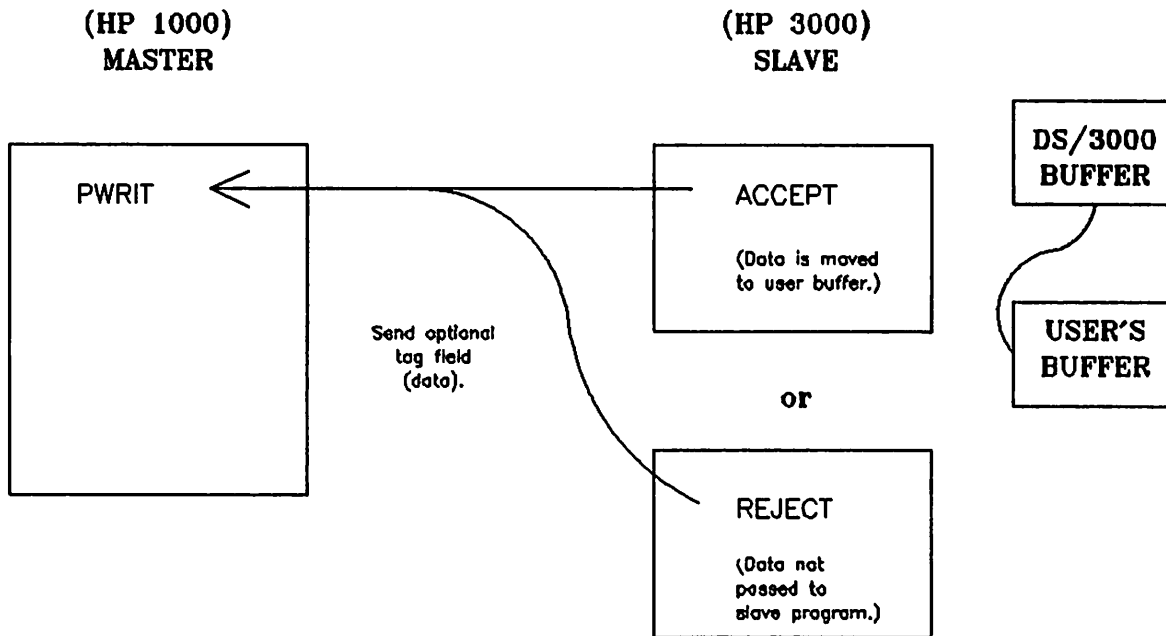 (HP 1000)
MASTER
(HP 3000)
SLAVE
PWRIT
ACCEPT
(Data is moved
to user buffer.)
DS/3000
BUFFER
USER'S
BUFFER
Send optional
tag field
(data).
or
REJECT
(Data not
passed to
slave program.)